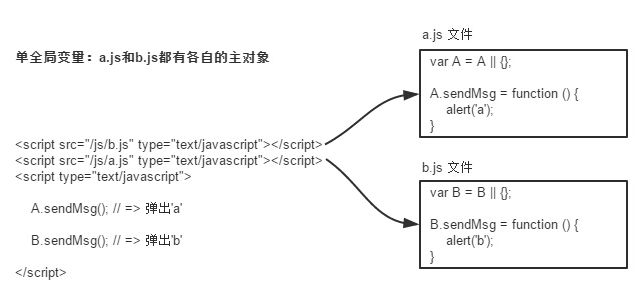 单全局变量：a.js和b.js都有各自的主对象
<script src="/js/b.js" type="text/javascript"></script>
<script src="/js/a.js" type="text/javascript"></script>
<script type="text/javascript">
A.sendMsg(); // => 弹出'a'
B.sendMsg(); // => 弹出'b'
</script>
a.js 文件
var A = A || {};
A.sendMsg = function () {
alert('a');
}
b.js 文件
var B = B || {};
B.sendMsg = function () {
alert('b');
}